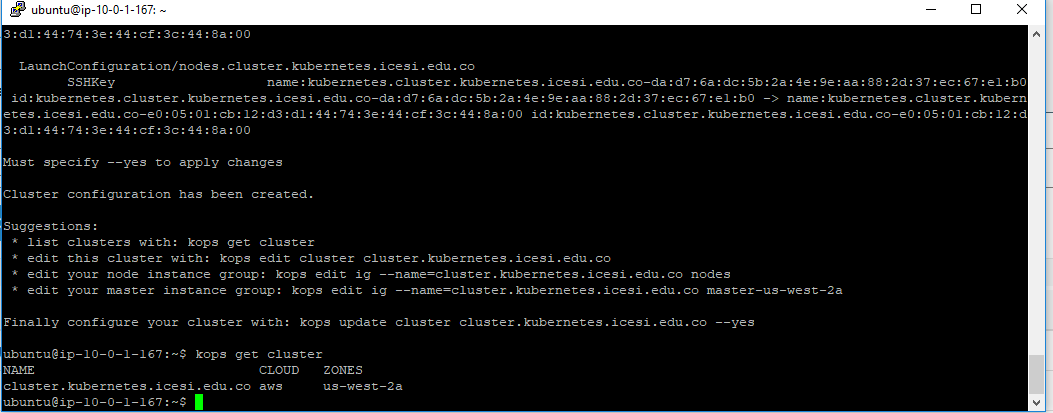 ubuntu@ip-10-0-1-167: ~
3:d1:44:74:3e:44:cf:3c:44:8a:00
LaunchConfiguration/nodes.cluster.kubernetes.icesi.edu.co
SSHKey name:kubernetes.cluster.kubernetes.icesi.edu.co-da:d7:6a:dc:5b:2a:4e:9e:aa:88:2d:37:ec:67:e1:b0
id:kubernetes.cluster.kubernetes.icesi.edu.co-da:d7:6a:dc:5b:2a:4e:9e:aa:88:2d:37:ec:67:e1:b0 -> name:kubernetes.cluster.kubern
etes.icesi.edu.co-e0:05:01:cb:12:d3:d1:44:74:3e:44:cf:3c:44:8a:00 id:kubernetes.cluster.kubernetes.icesi.edu.co-e0:05:01:cb:12:d
3:d1:44:74:3e:44:cf:3c:44:8a:00
Must specify --yes to apply changes
Cluster configuration has been created.
Suggestions:
* list clusters with: kops get cluster
* edit this cluster with: kops edit cluster cluster.kubernetes.icesi.edu.co
* edit your node instance group: kops edit ig --name=cluster.kubernetes.icesi.edu.co nodes
* edit your master instance group: kops edit ig --name=cluster.kubernetes.icesi.edu.co master-us-west-2a
Finally configure your cluster with: kops update cluster cluster.kubernetes.icesi.edu.co --yes
ubuntu@ip-10-0-1-167:~$ kops get cluster
NAME CLOUD ZONES
cluster.kubernetes.icesi.edu.co aws us-west-2a
ubuntu@ip-10-0-1-167:~$